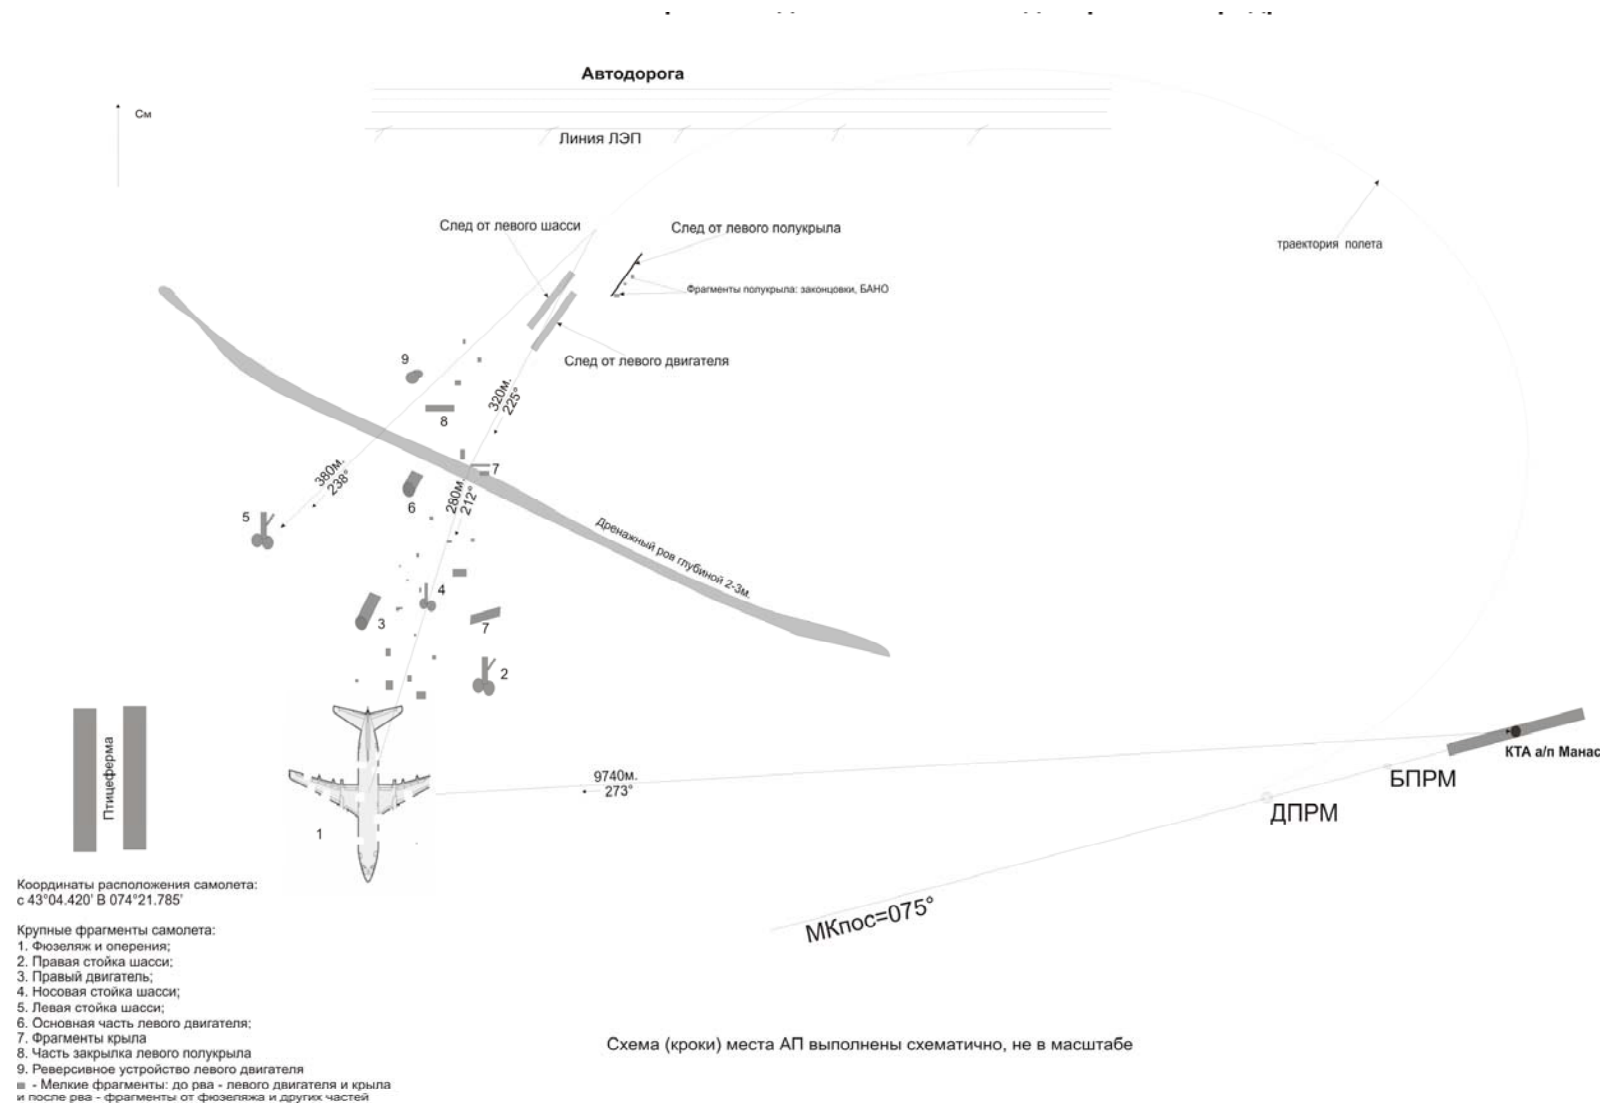 Автодорога
См
Линия ЛЭП
След от левого шасси
След от левого полукрыла
траектория полета
Фрагменты полукрыла: законцовки, БАНО
След от левого двигателя
9
8
320м.
225°
7
380м.
238°
260м.
212°
6
5
Дренажный ров глубиной 2-3м.
4
3
7
2
Птицеферма
КТА а/п Манас
9740м.
273°
БПРМ
ДПРМ
1
МКпос=075°
Координаты расположения самолета:
с 43°04.420' В 074°21.785'
Крупные фрагменты самолета:
1. Фюзеляж и оперения;
2. Правая стойка шасси;
3. Правый двигатель;
4. Носовая стойка шасси;
5. Левая стойка шасси;
6. Основная часть левого двигателя;
7. Фрагменты крыла
8. Часть закрылка левого полукрыла
9. Реверсивное устройство левого двигателя
- Мелкие фрагменты: до рва - левого двигателя и крыла
и после рва - фрагменты от фюзеляжа и других частей
Схема (кроки) места АП выполнены схематично, не в масштабе